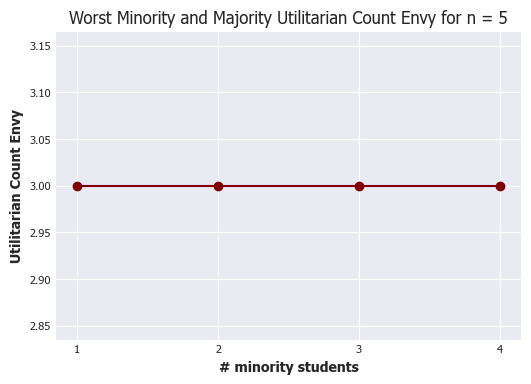 Worst Minority and Majority Utilitarian Count Envy for n = 5
3.15
3.10
3.05
3.00
2.95
2.90
2.85
Utilitarian Count Envy
1 2 3 4
# minority students